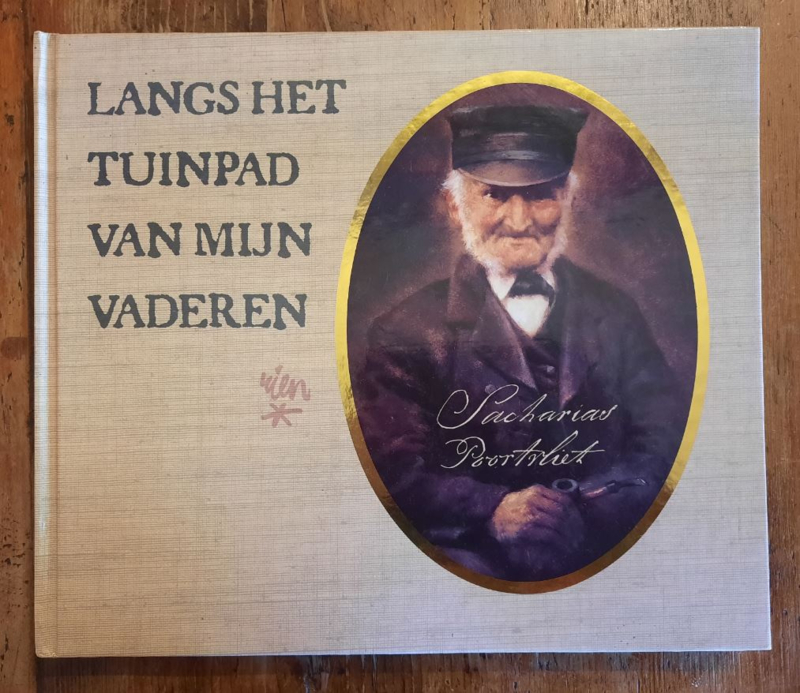 LANGS HET
TUINPAD
VAN MIJN
VADEREN
rien
Sacharias
Poortvliet